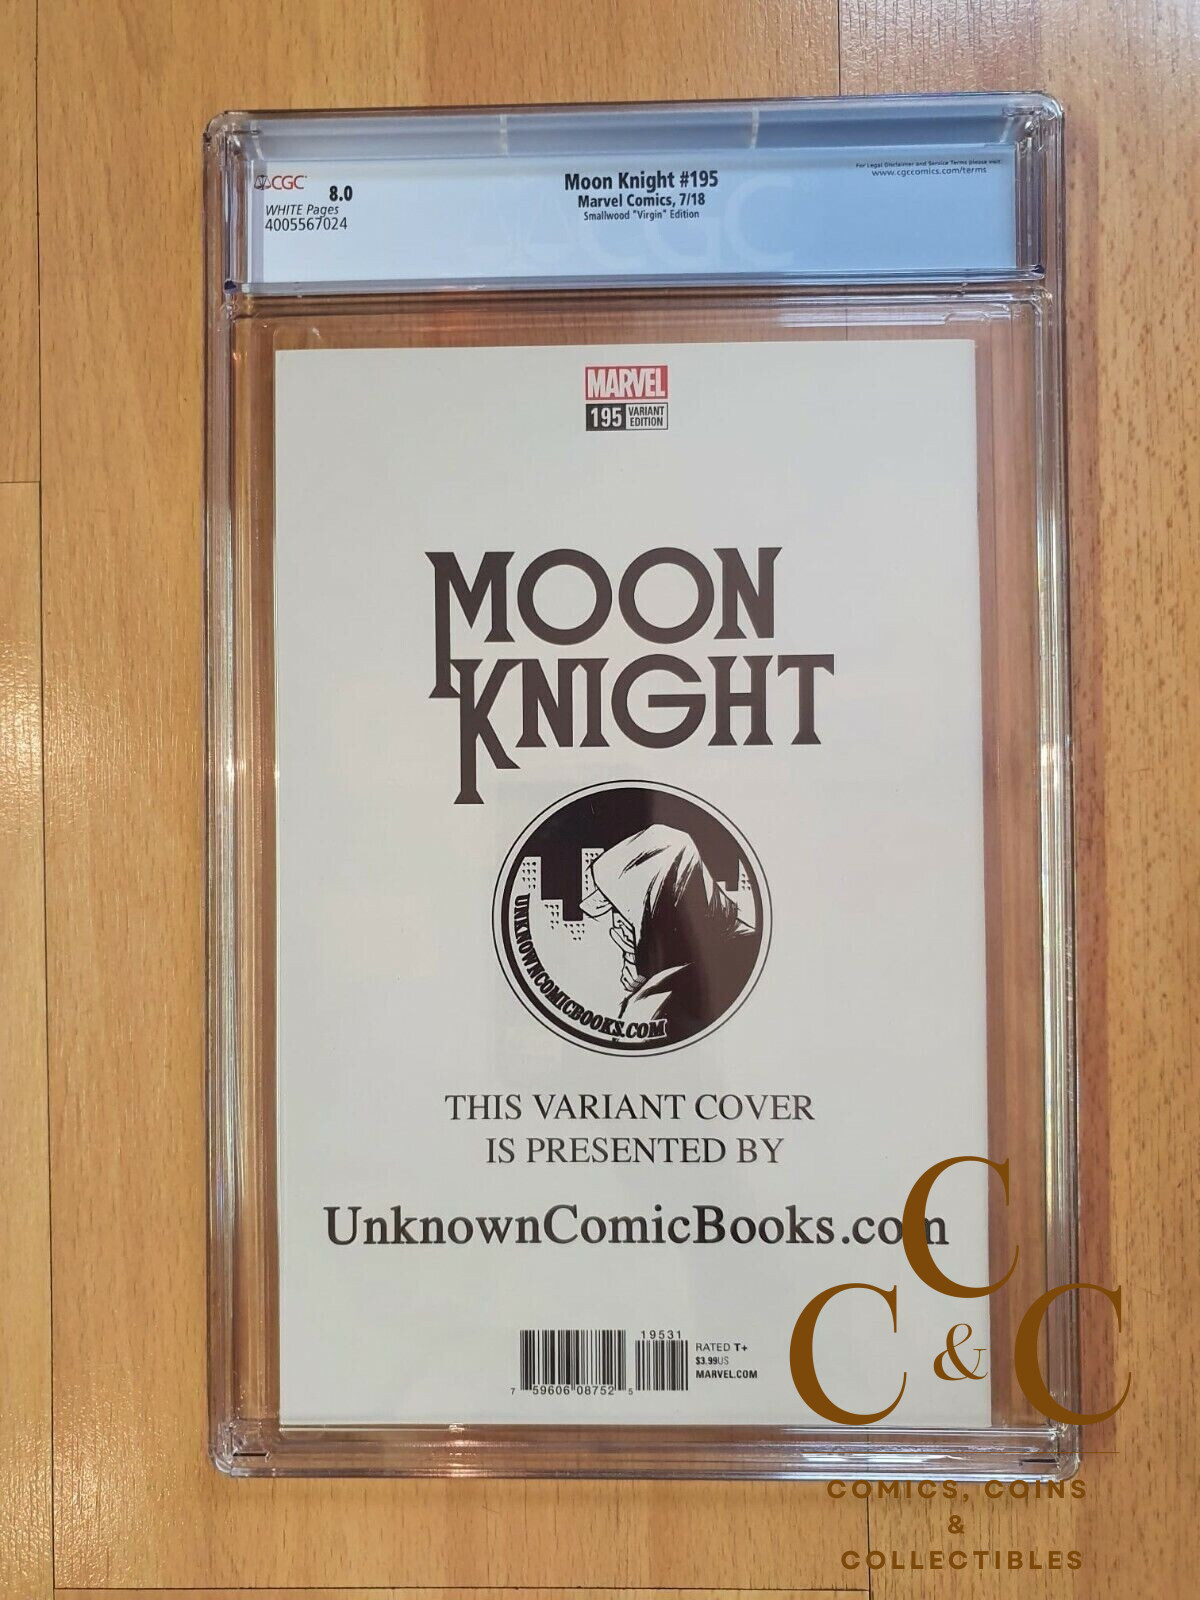 CGC
8.0
WHITE Pages
4005567024
Moon Knight #195
Marvel Comics, 7/18
Smallwood "Virgin" Edition
For Legal Disclaimer and Service Terms please visit:
www.cgccomics.com/terms
CGC
MARVEL
195 VARIANT
EDITION
MOON
KNIGHT
UNKNOWNCOMICBOOKS.COM
THIS VARIANT COVER
IS PRESENTED BY
UnknownComicBooks.com
19531
7 59606 08752 5
RATED T+
$3.99US
MARVEL.COM
C
C & C
COMICS, COINS
&
COLLECTIBLES